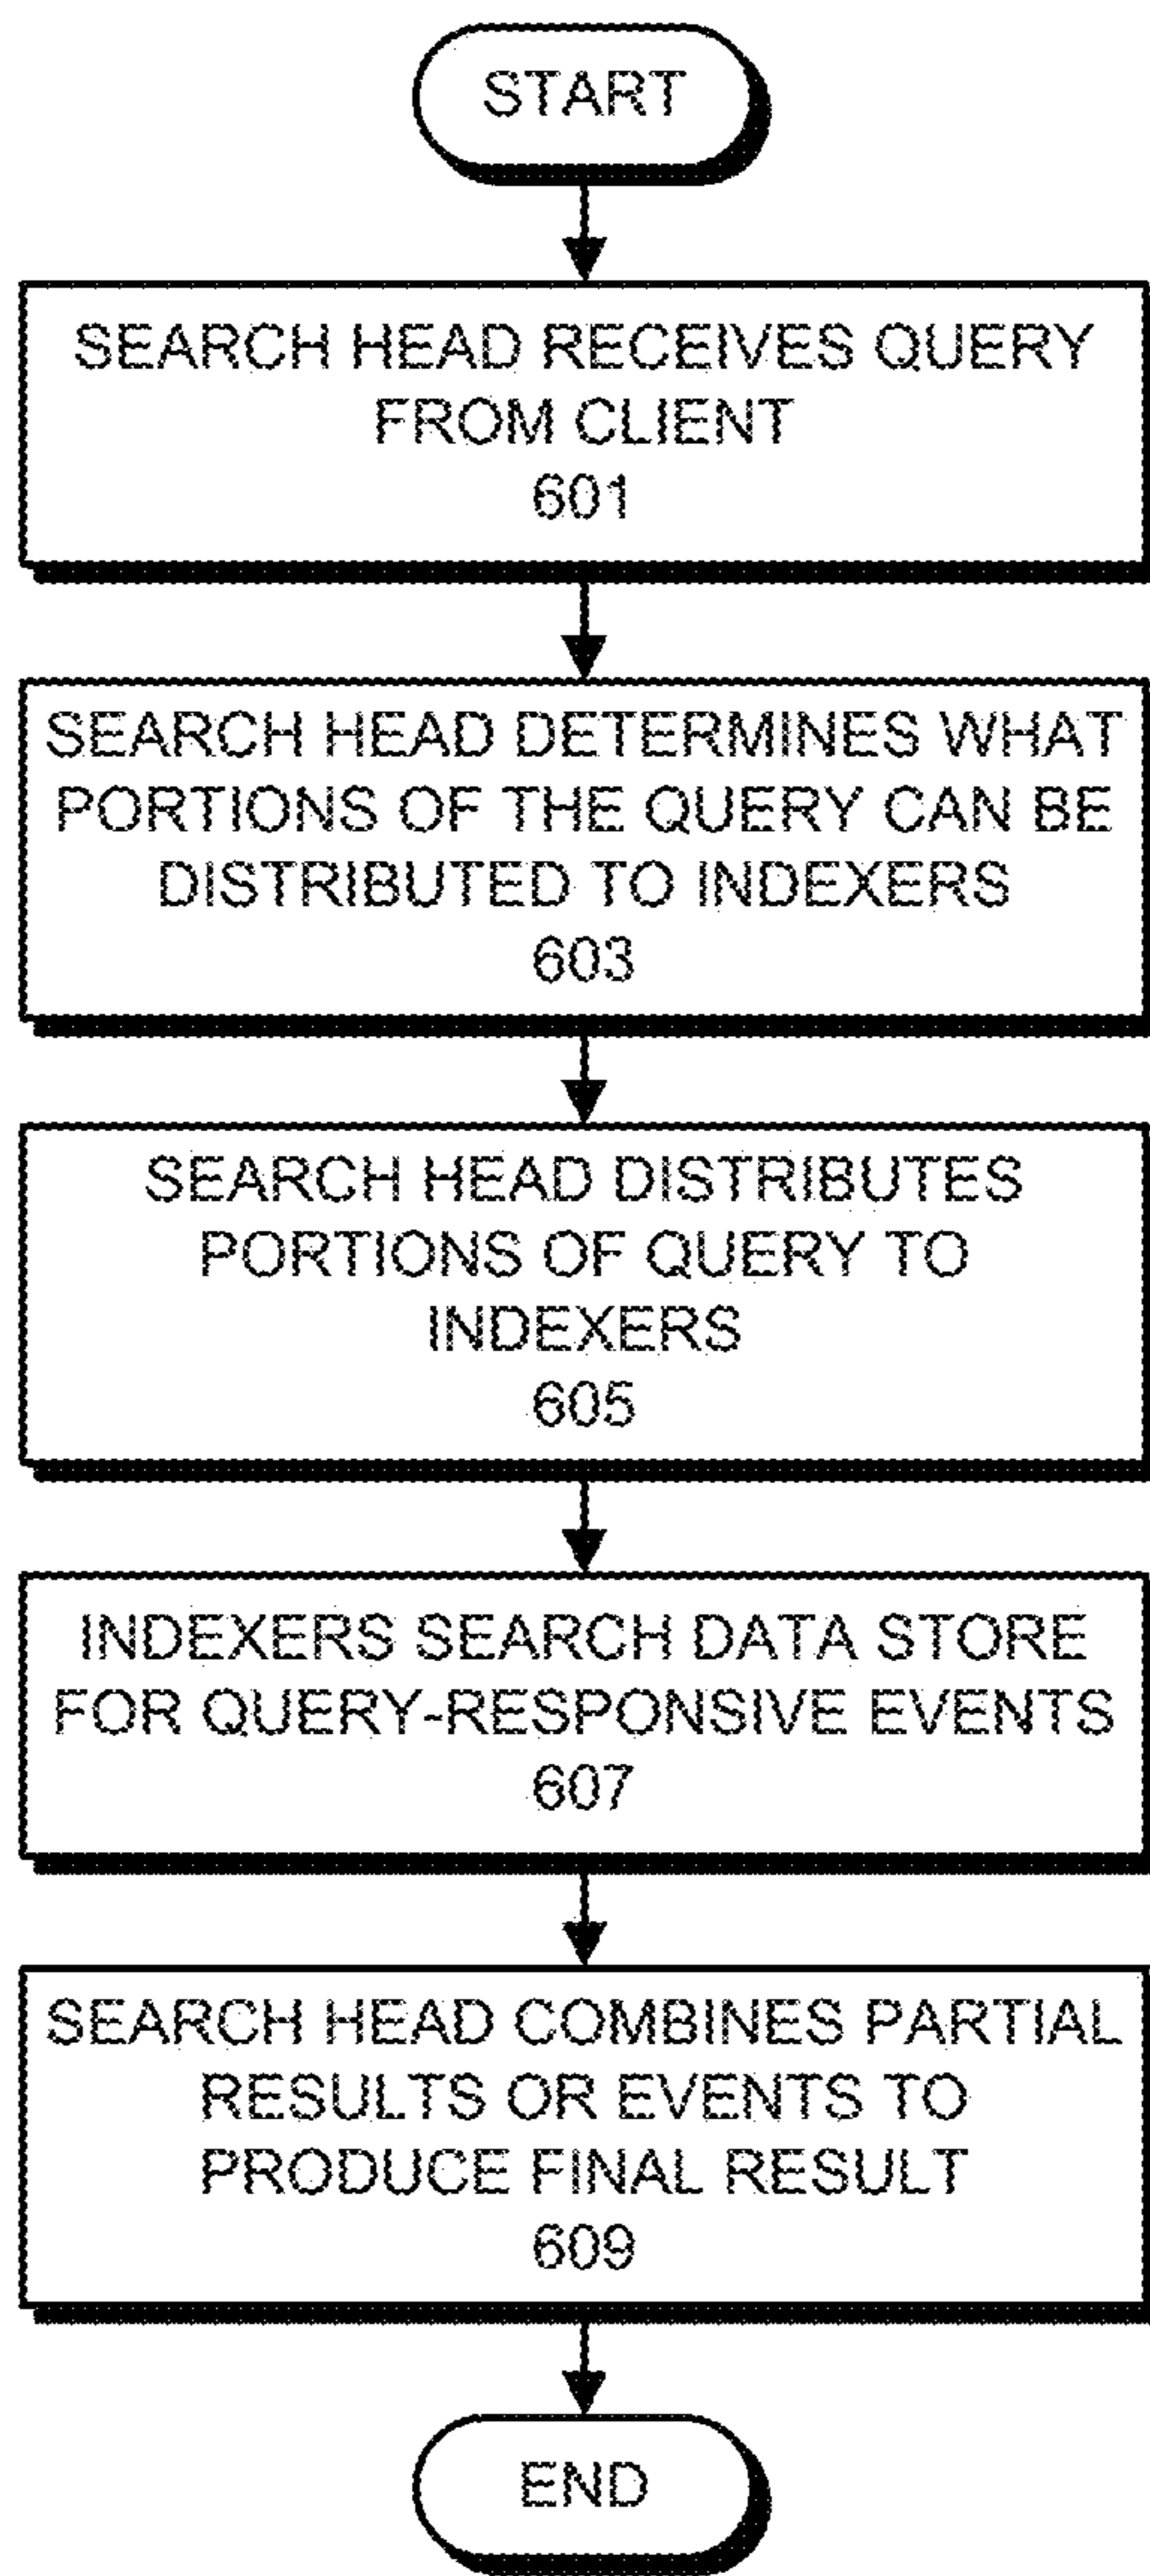 START
SEARCH HEAD RECEIVES QUERY
FROM CLIENT
601
SEARCH HEAD DETERMINES WHAT
PORTIONS OF THE QUERY CAN BE
DISTRIBUTED TO INDEXERS
603
SEARCH HEAD DISTRIBUTES
PORTIONS OF QUERY TO
INDEXERS
605
INDEXERS SEARCH DATA STORE
FOR QUERY-RESPONSIVE EVENTS
607
SEARCH HEAD COMBINES PARTIAL
RESULTS OR EVENTS TO
PRODUCE FINAL RESULT
609
END